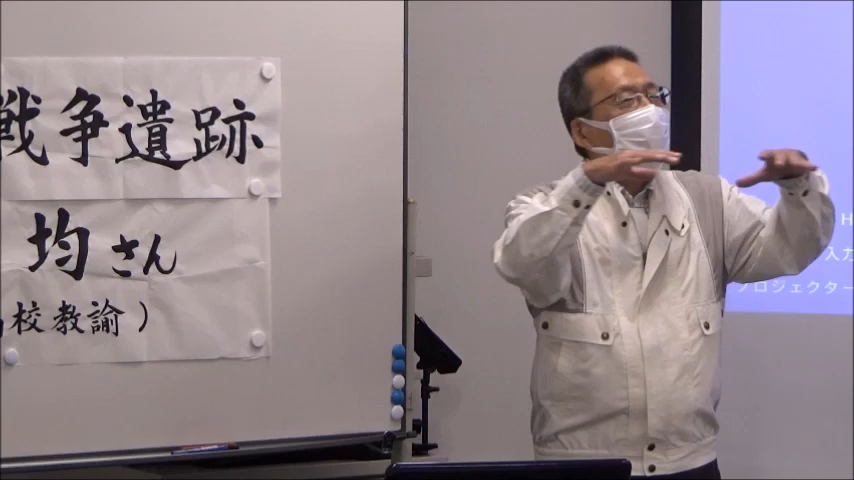 戦争遺跡
均さん
校教諭)
H
入力
プロジェクター